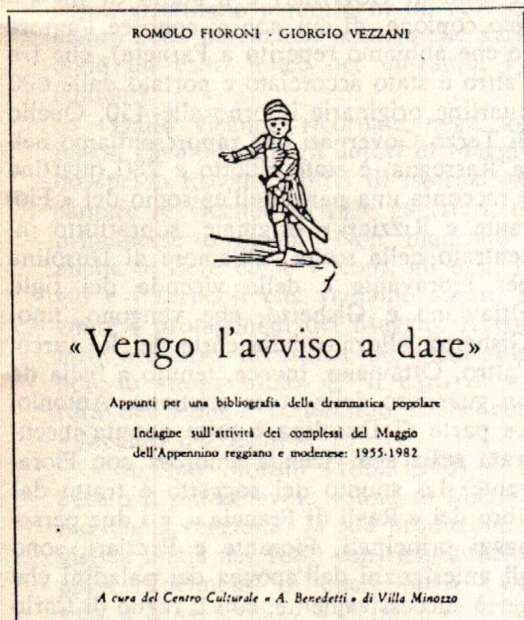 ROMOLO FIORONI - GIORGIO VEZZANI
«Vengo l'avviso a dare»
Appunti per una bibliografia della drammatica popolare
Indagine sull'attività dei complessi del Maggio
dell'Appennino reggiano e modenese: 1955-1982
A cura del Centro Culturale « A. Benedetti » di Villa Minozzo